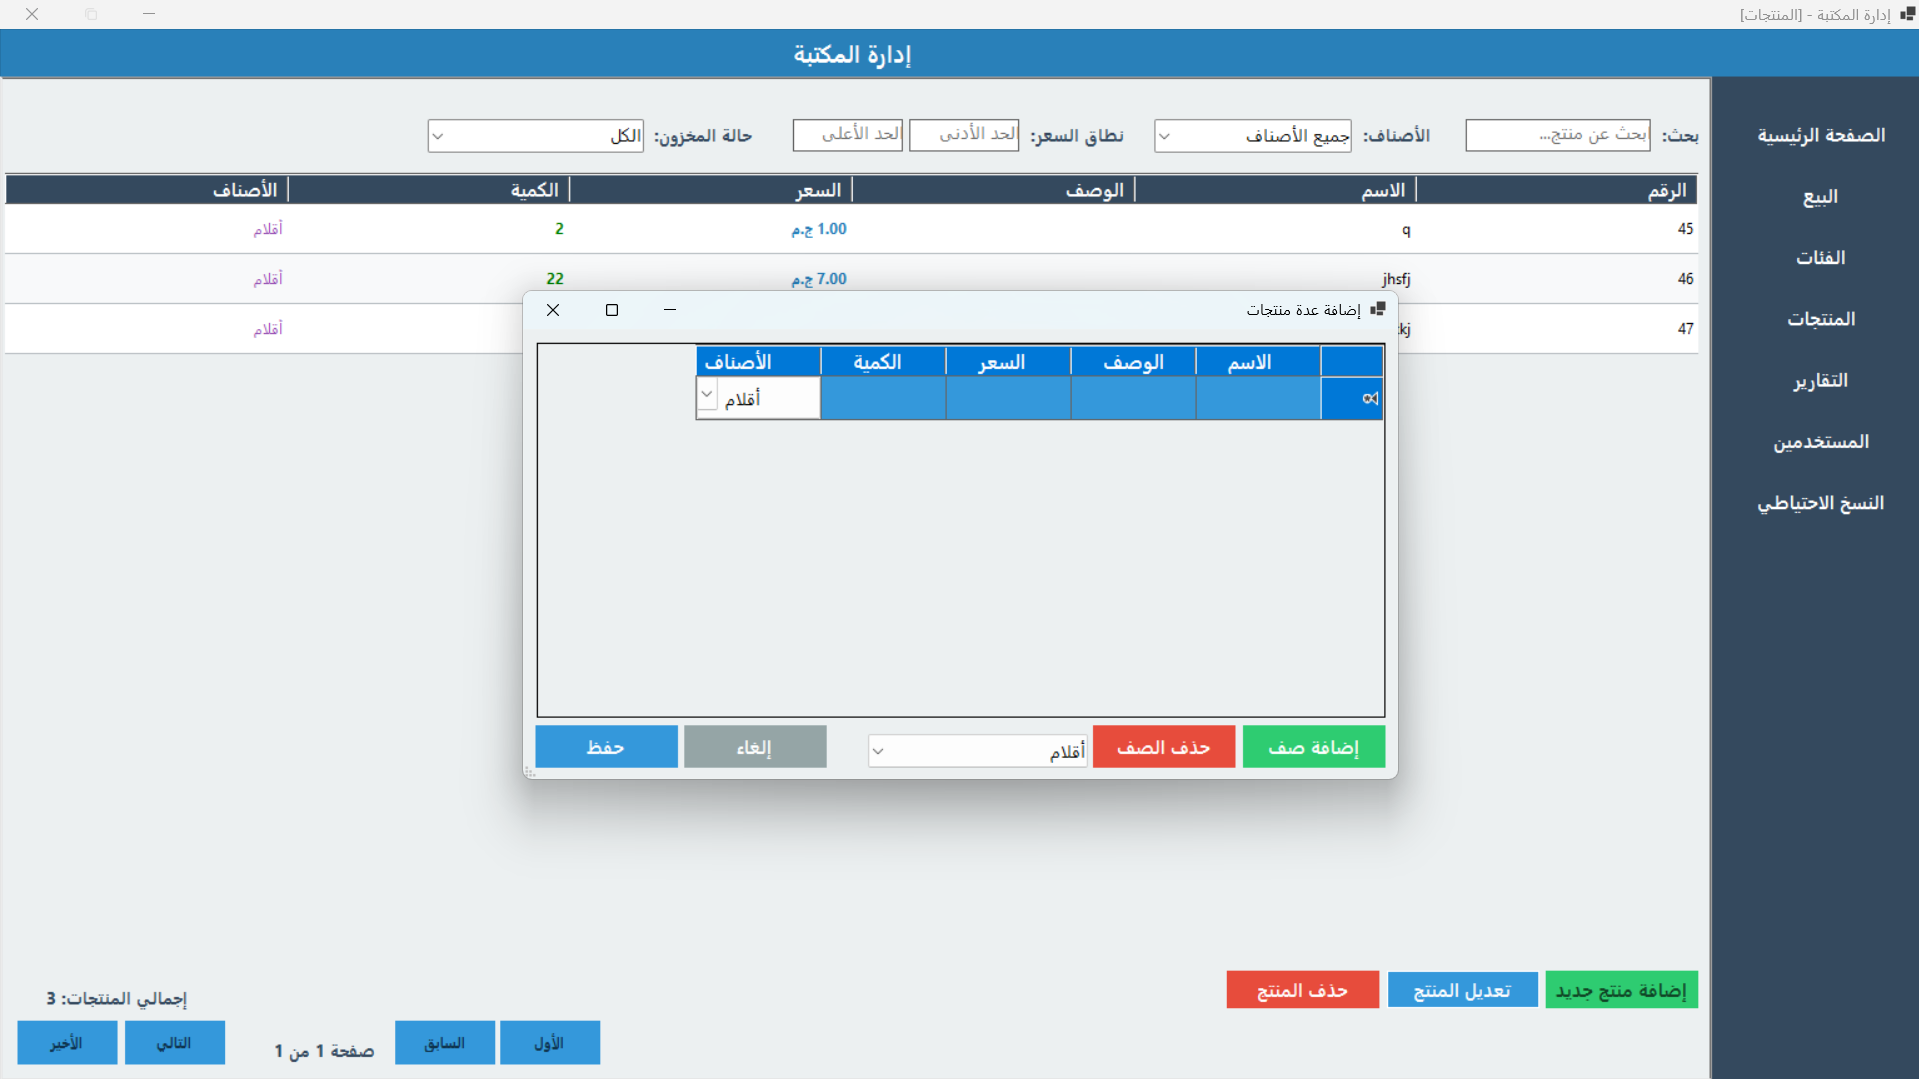 إدارة المكتبة - [المنتجات]
إدارة المكتبة
الصفحة الرئيسية
البيع
الفئات
المنتجات
التقارير
المستخدمين
النسخ الاحتياطي
بحث: ابحث عن منتج... الأصناف: جميع الأصناف نطاق السعر: الحد الأدنى الحد الأعلى حالة المخزون: الكل
الرقم الاسم الوصف السعر الكمية الأصناف
45 q 1.00 ج.م 2 أقلام
46 jhsfj 7.00 ج.م 22 أقلام
47 أقلام
إضافة عدة منتجات
الاسم الوصف السعر الكمية الأصناف
أقلام
إضافة صف حذف الصف أقلام إلغاء حفظ
إضافة منتج جديد تعديل المنتج حذف المنتج
إجمالي المنتجات: 3
الأول السابق صفحة 1 من 1 التالي الأخير